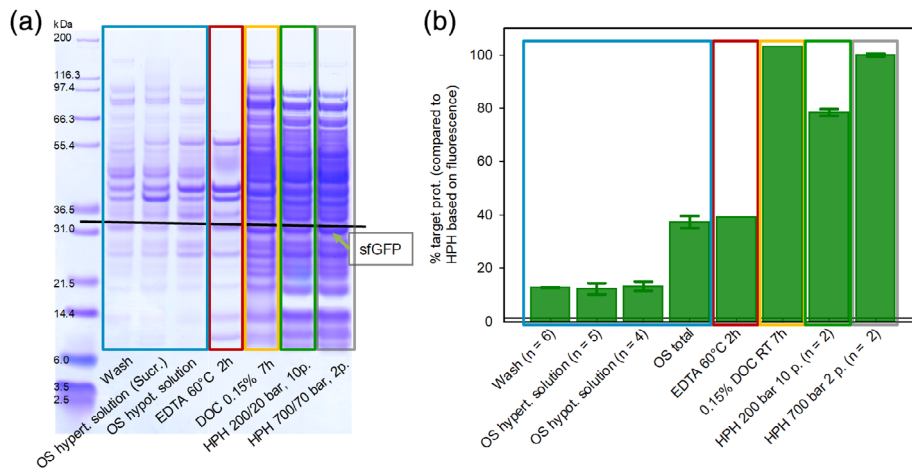 (a)
kDa
200
116.3
97.4
66.3
55.4
36.5
31.0
21.5
14.4
6.0
3.5
2.5
sfGFP
Wash
OS hypert. solution (Sucr.)
OS hypot. solution
EDTA 60°C 2h
DOC 0.15% 7h
HPH 200/20 bar, 10p.
HPH 700/70 bar, 2p.
(b)
% target prot. (compared to
HPH based on fluorescence)
100
80
60
40
20
0
Wash (n = 6)
OS hypert. solution (n = 5)
OS hypot solution (n = 4)
OS total
EDTA 60°C 2h
0.15% DOC RT 7h
HPH 200 bar 10 p. (n = 2)
HPH 700 bar 2 p. (n = 2)